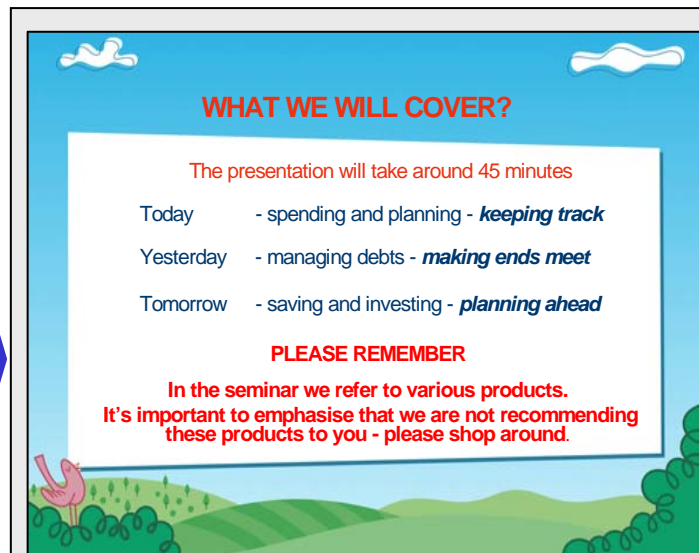 WHAT WE WILL COVER?
The presentation will take around 45 minutes
Today - spending and planning - keeping track
Yesterday - managing debts - making ends meet
Tomorrow - saving and investing - planning ahead
PLEASE REMEMBER
In the seminar we refer to various products.
It's important to emphasise that we are not recommending
these products to you - please shop around.